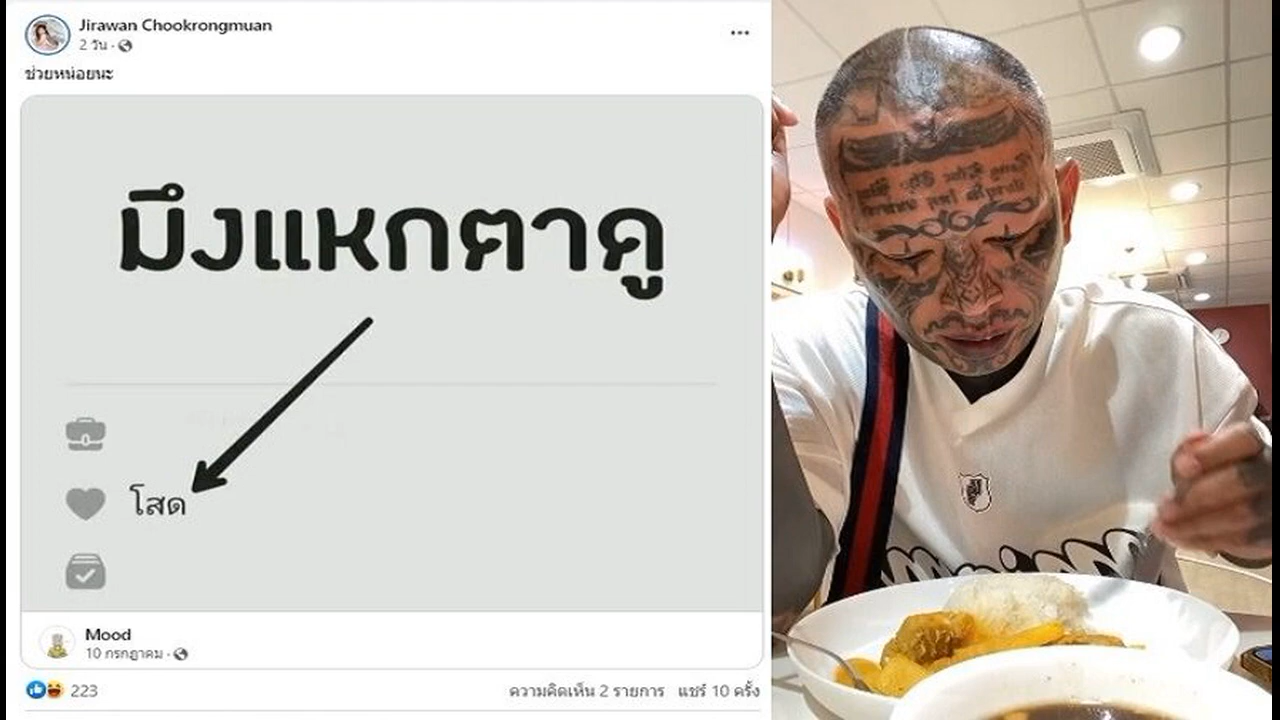 Jirawan Chookrongmuan
2 วัน ·
ช่วยหน่อยนะ
มึงแหกตาดู
โสด
Mood
10 กรกฎาคม ·
223
ความคิดเห็น 2 รายการ แชร์ 10 ครั้ง